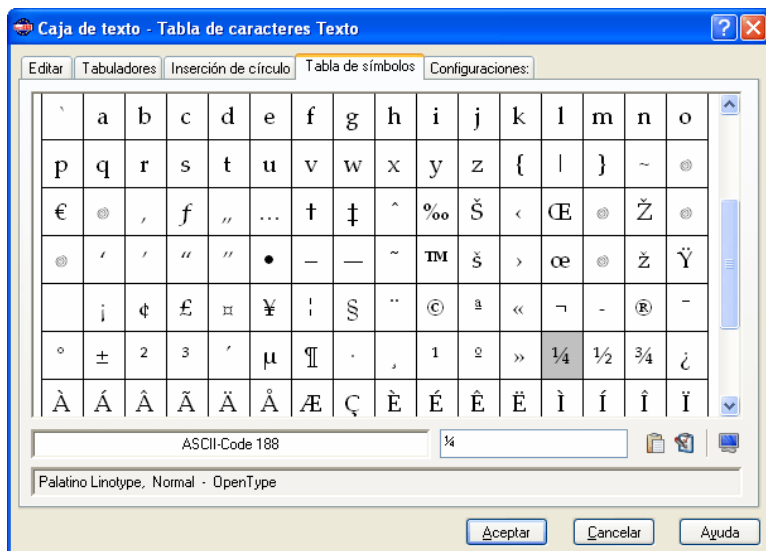 Caja de texto - Tabla de caracteres Texto
Editar Tabuladores Inserción de círculo Tabla de símbolos Configuraciones:
` a b c d e f g h i j k l m n o
p q r s t u v w x y z { | } ~
€ ‚ ƒ „ … † ‡ ˆ ‰ Š ‹ Œ Ž
‘ ’ “ ” • – — ˜ ™ š › œ ž Ÿ
¡ ¢ £ ¤ ¥ ¦ § ¨ © ª « ¬ - ® ¯
° ± ² ³ ´ µ ¶ · ¸ ¹ º » ¼ ½ ¾ ¿
À Á Â Ã Ä Å Æ Ç È É Ê Ë Ì Í Î Ï
ASCII-Code 188 ¼
Palatino Linotype, Normal - OpenType
Aceptar Cancelar Ayuda